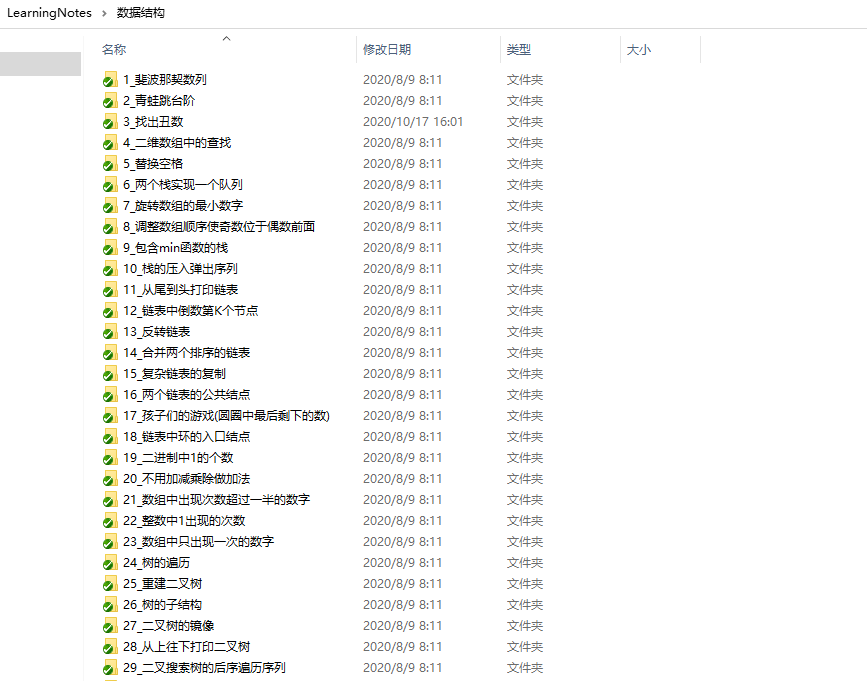 LearningNotes > 数据结构
名称 修改日期 类型 大小
1_斐波那契数列 2020/8/9 8:11 文件夹
2_青蛙跳台阶 2020/8/9 8:11 文件夹
3_找出丑数 2020/10/17 16:01 文件夹
4_二维数组中的查找 2020/8/9 8:11 文件夹
5_替换空格 2020/8/9 8:11 文件夹
6_两个栈实现一个队列 2020/8/9 8:11 文件夹
7_旋转数组的最小数字 2020/8/9 8:11 文件夹
8_调整数组顺序使奇数位于偶数前面 2020/8/9 8:11 文件夹
9_包含min函数的栈 2020/8/9 8:11 文件夹
10_栈的压入弹出序列 2020/8/9 8:11 文件夹
11_从尾到头打印链表 2020/8/9 8:11 文件夹
12_链表中倒数第K个节点 2020/8/9 8:11 文件夹
13_反转链表 2020/8/9 8:11 文件夹
14_合并两个排序的链表 2020/8/9 8:11 文件夹
15_复杂链表的复制 2020/8/9 8:11 文件夹
16_两个链表的公共结点 2020/8/9 8:11 文件夹
17_孩子们的游戏(圆圈中最后剩下的数) 2020/8/9 8:11 文件夹
18_链表中环的入口结点 2020/8/9 8:11 文件夹
19_二进制中1的个数 2020/8/9 8:11 文件夹
20_不用加减乘除做加法 2020/8/9 8:11 文件夹
21_数组中出现次数超过一半的数字 2020/8/9 8:11 文件夹
22_整数中1出现的次数 2020/8/9 8:11 文件夹
23_数组中只出现一次的数字 2020/8/9 8:11 文件夹
24_树的遍历 2020/8/9 8:11 文件夹
25_重建二叉树 2020/8/9 8:11 文件夹
26_树的子结构 2020/8/9 8:11 文件夹
27_二叉树的镜像 2020/8/9 8:11 文件夹
28_从上往下打印二叉树 2020/8/9 8:11 文件夹
29_二叉搜索树的后序遍历序列 2020/8/9 8:11 文件夹